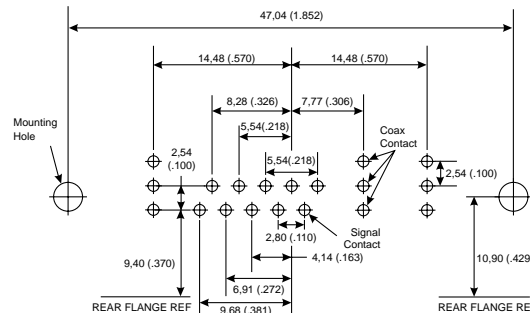 47,04 (1.852)
14,48 (.570)
14,48 (.570)
8,28 (.326)
7,77 (.306)
Mounting
Hole
5,54(.218)
Coax
Contact
2,54
(.100)
5,54(.218)
2,54
(.100)
2,80 (.110)
Signal
Contact
9,40 (.370)
4,14 (.163)
10,90 (.429
6,91 (.272)
REAR FLANGE REF
9,68 (.381)
REAR FLANGE RE